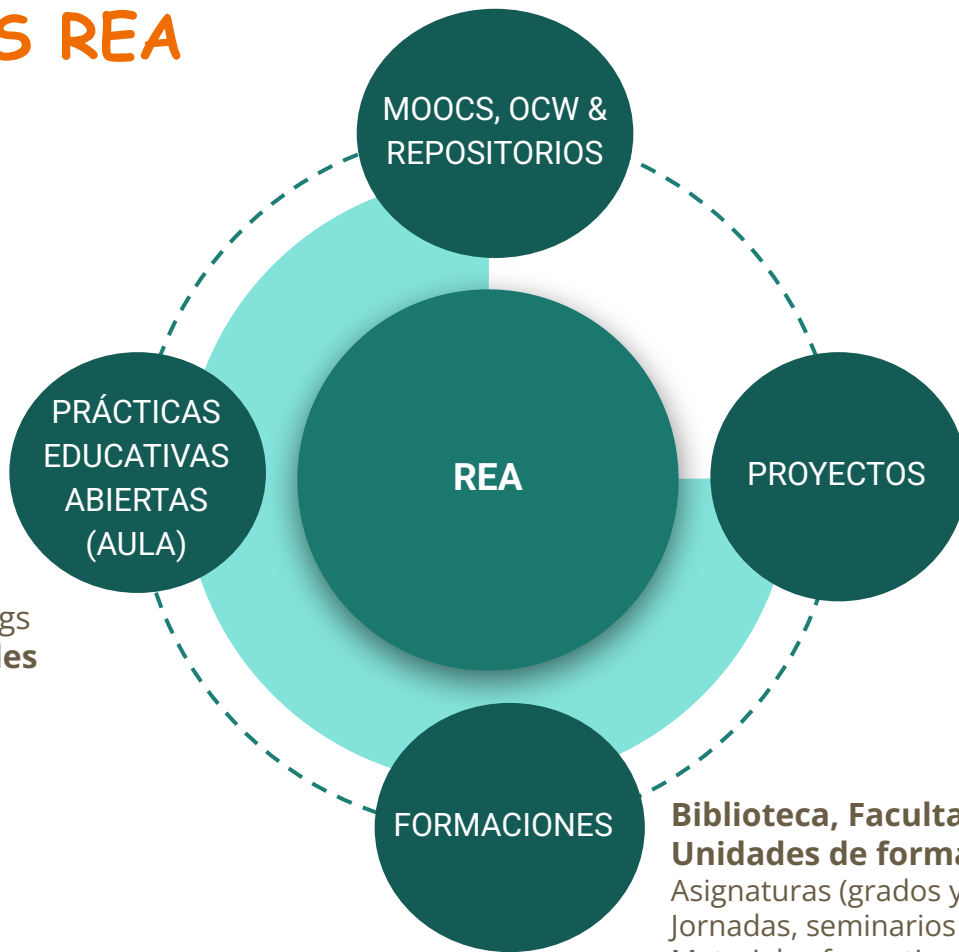 S REA
MOOCS, OCW &
REPOSITORIOS
PRÁCTICAS
EDUCATIVAS
ABIERTAS
(AULA)
REA
PROYECTOS
gs
les
FORMACIONES
Biblioteca, Faculta
Unidades de forma
Asignaturas (grados y
Jornadas, seminarios